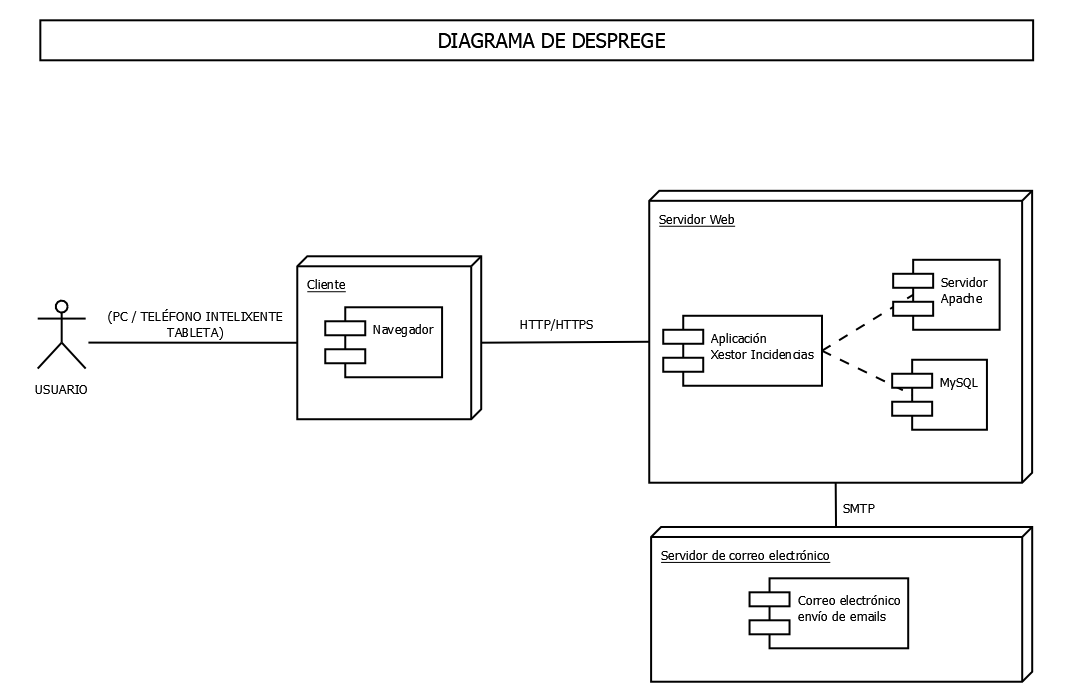 DIAGRAMA DE DESPREGE
Servidor Web
Cliente
Servidor
Apache
(PC / TELÉFONO INTELIXENTE
TABLETA)
Navegador
HTTP/HTTPS
Aplicación
Xestor Incidencias
MySQL
USUARIO
SMTP
Servidor de correo electrónico
Correo electrónico
envío de emails